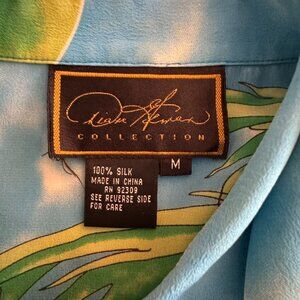 COLLECTION
M
100% SILK
MADE IN CHINA
RN 92309
SEE REVERSE SIDE
FOR CARE